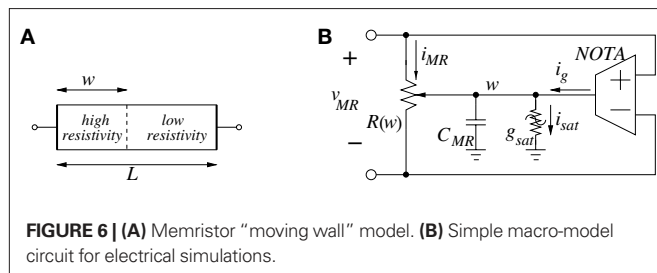 A
w
high resistivity
low resistivity
L
B
+
v_MR
−
i_MR
R(w)
w
C_MR
g_sat
i_sat
i_g
NOTA
+
−
FIGURE 6 | (A) Memristor “moving wall” model. (B) Simple macro-model
circuit for electrical simulations.